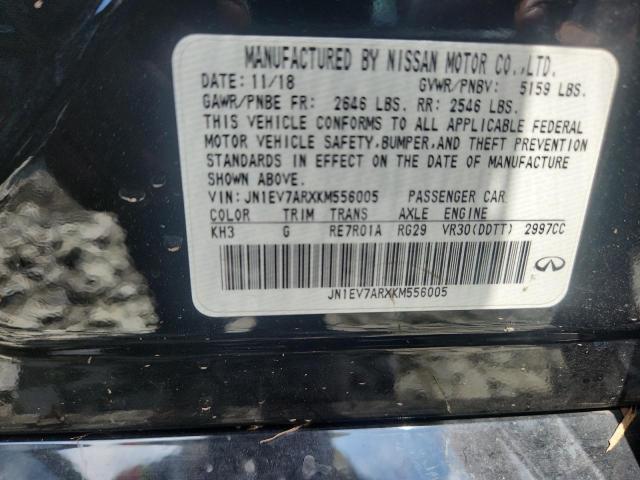 MANUFACTURED BY NISSAN MOTOR CO.,LTD.
DATE: 11/18 GVWR/PNBV: 5159 LBS.
GAWR/PNBE FR: 2646 LBS. RR: 2546 LBS.
THIS VEHICLE CONFORMS TO ALL APPLICABLE FEDERAL
MOTOR VEHICLE SAFETY,BUMPER,AND THEFT PREVENTION
STANDARDS IN EFFECT ON THE DATE OF MANUFACTURE
SHOWN ABOVE.
VIN:JN1EV7ARXKM556005 PASSENGER CAR
COLOR TRIM TRANS AXLE ENGINE
KH3 G RE7R01A RG29 VR30(DDTT) 2997CC
JN1EV7ARXKM556005